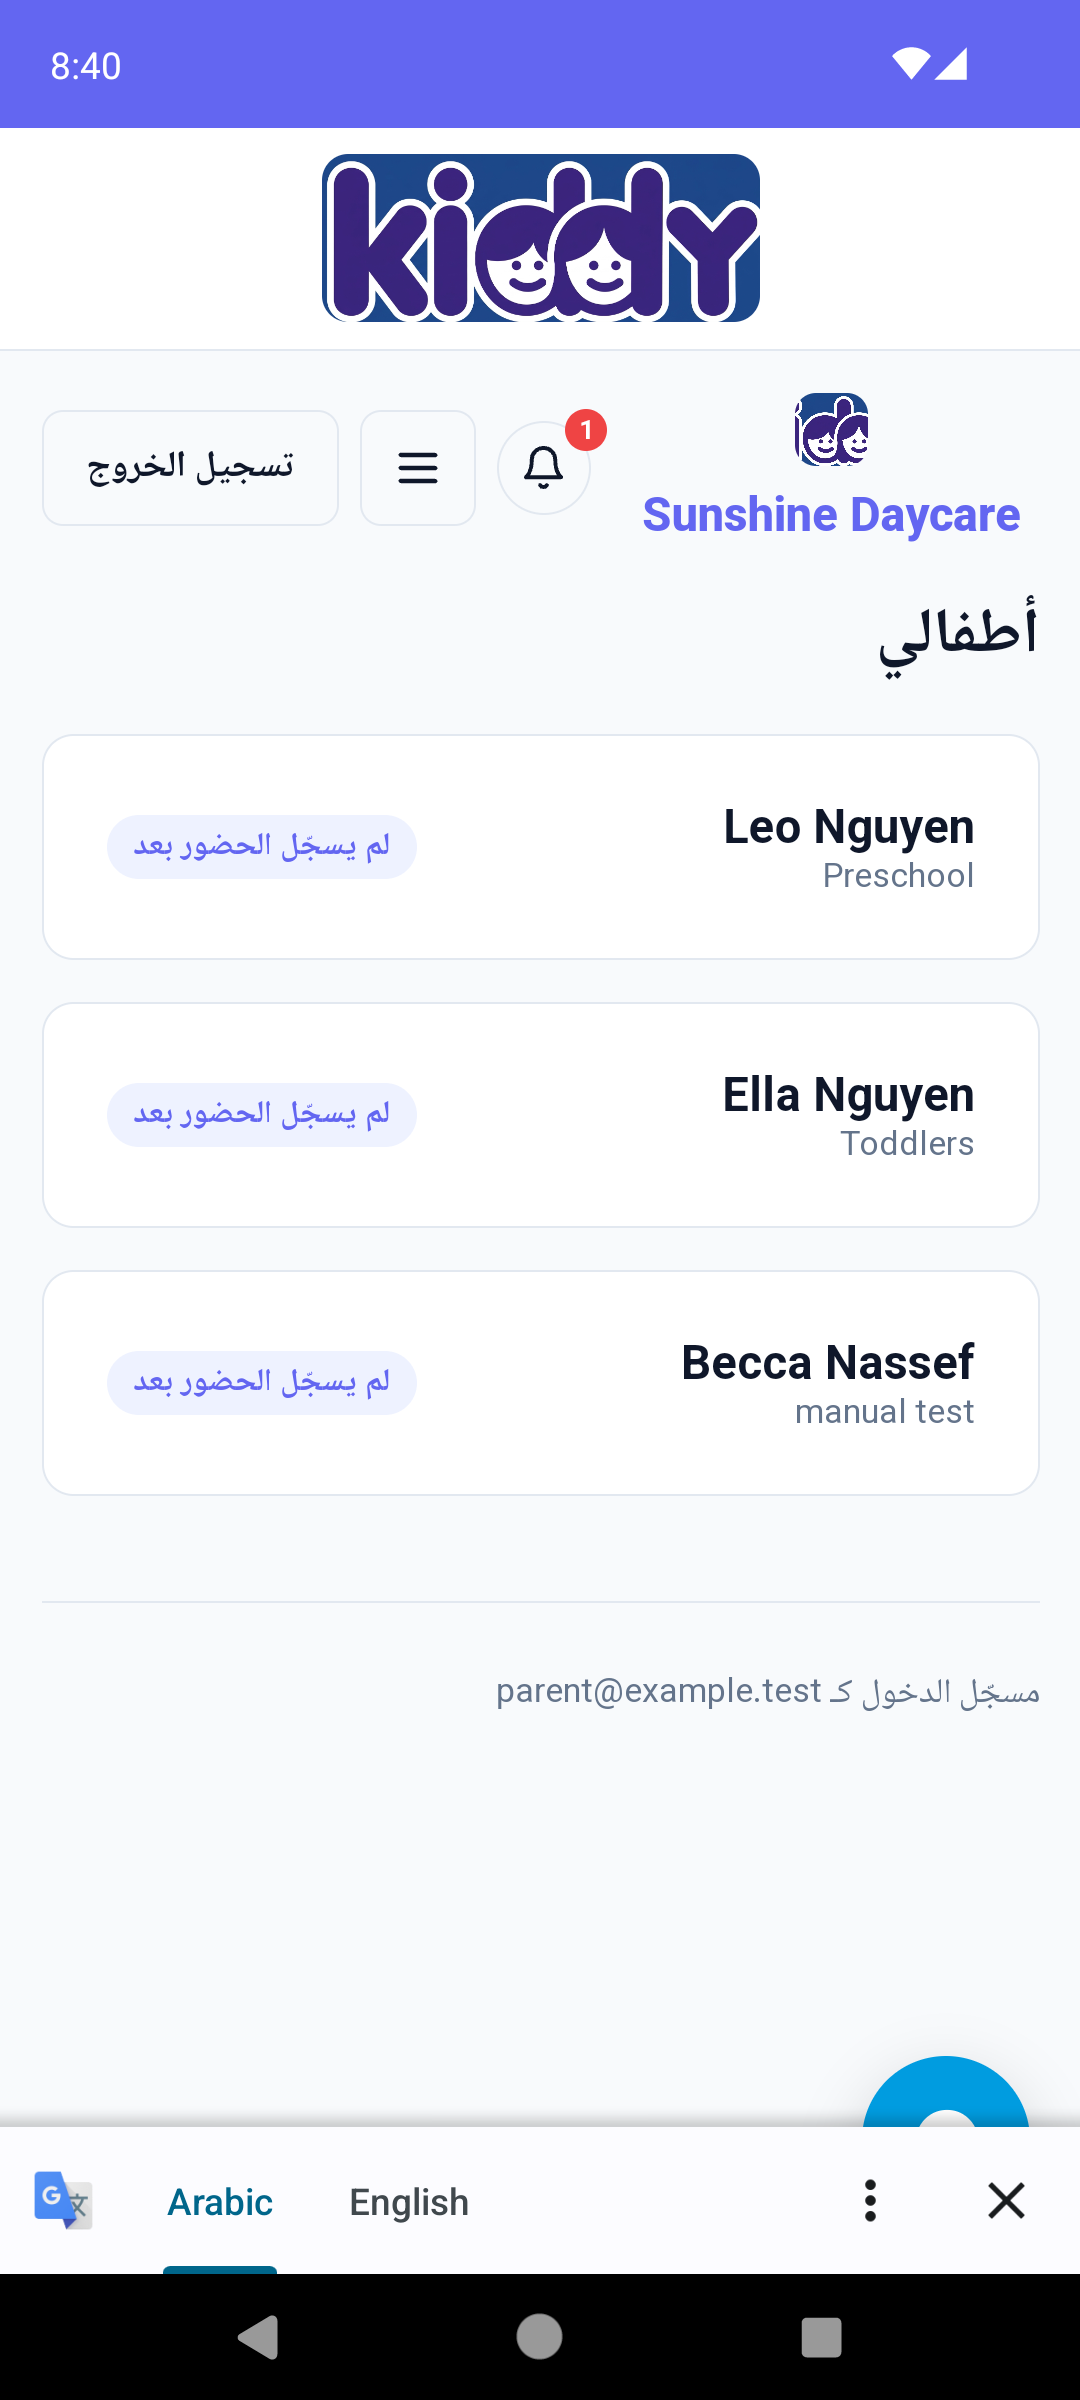 8:40
kiddy
Sunshine Daycare
1
تسجيل الخروج
أطفالي
Leo Nguyen
Preschool
لم يسجّل الحضور بعد
Ella Nguyen
Toddlers
لم يسجّل الحضور بعد
Becca Nassef
manual test
لم يسجّل الحضور بعد
مسجّل الدخول كـ parent@example.test
Arabic English